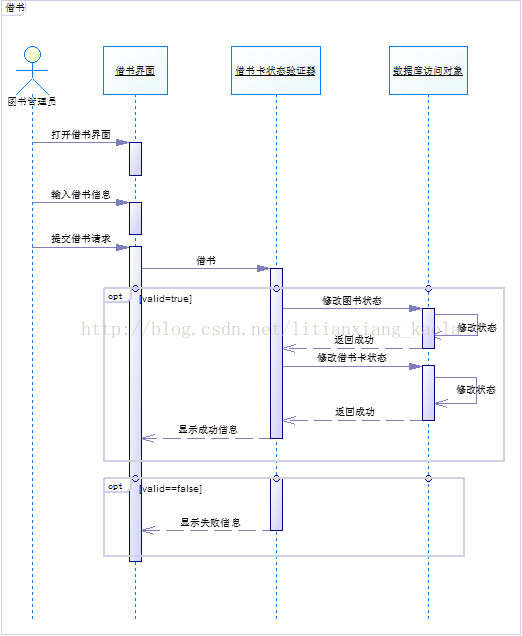 借书
图书管理员
借书界面
借书卡状态验证器
数据库访问对象
打开借书界面
输入借书信息
提交借书请求
借书
opt
[valid=true]
修改图书状态
修改状态
http://blog.csdn.net/litianxiang_kaola
返回成功
修改借书卡状态
修改状态
返回成功
显示成功信息
opt
[valid==false]
显示失败信息